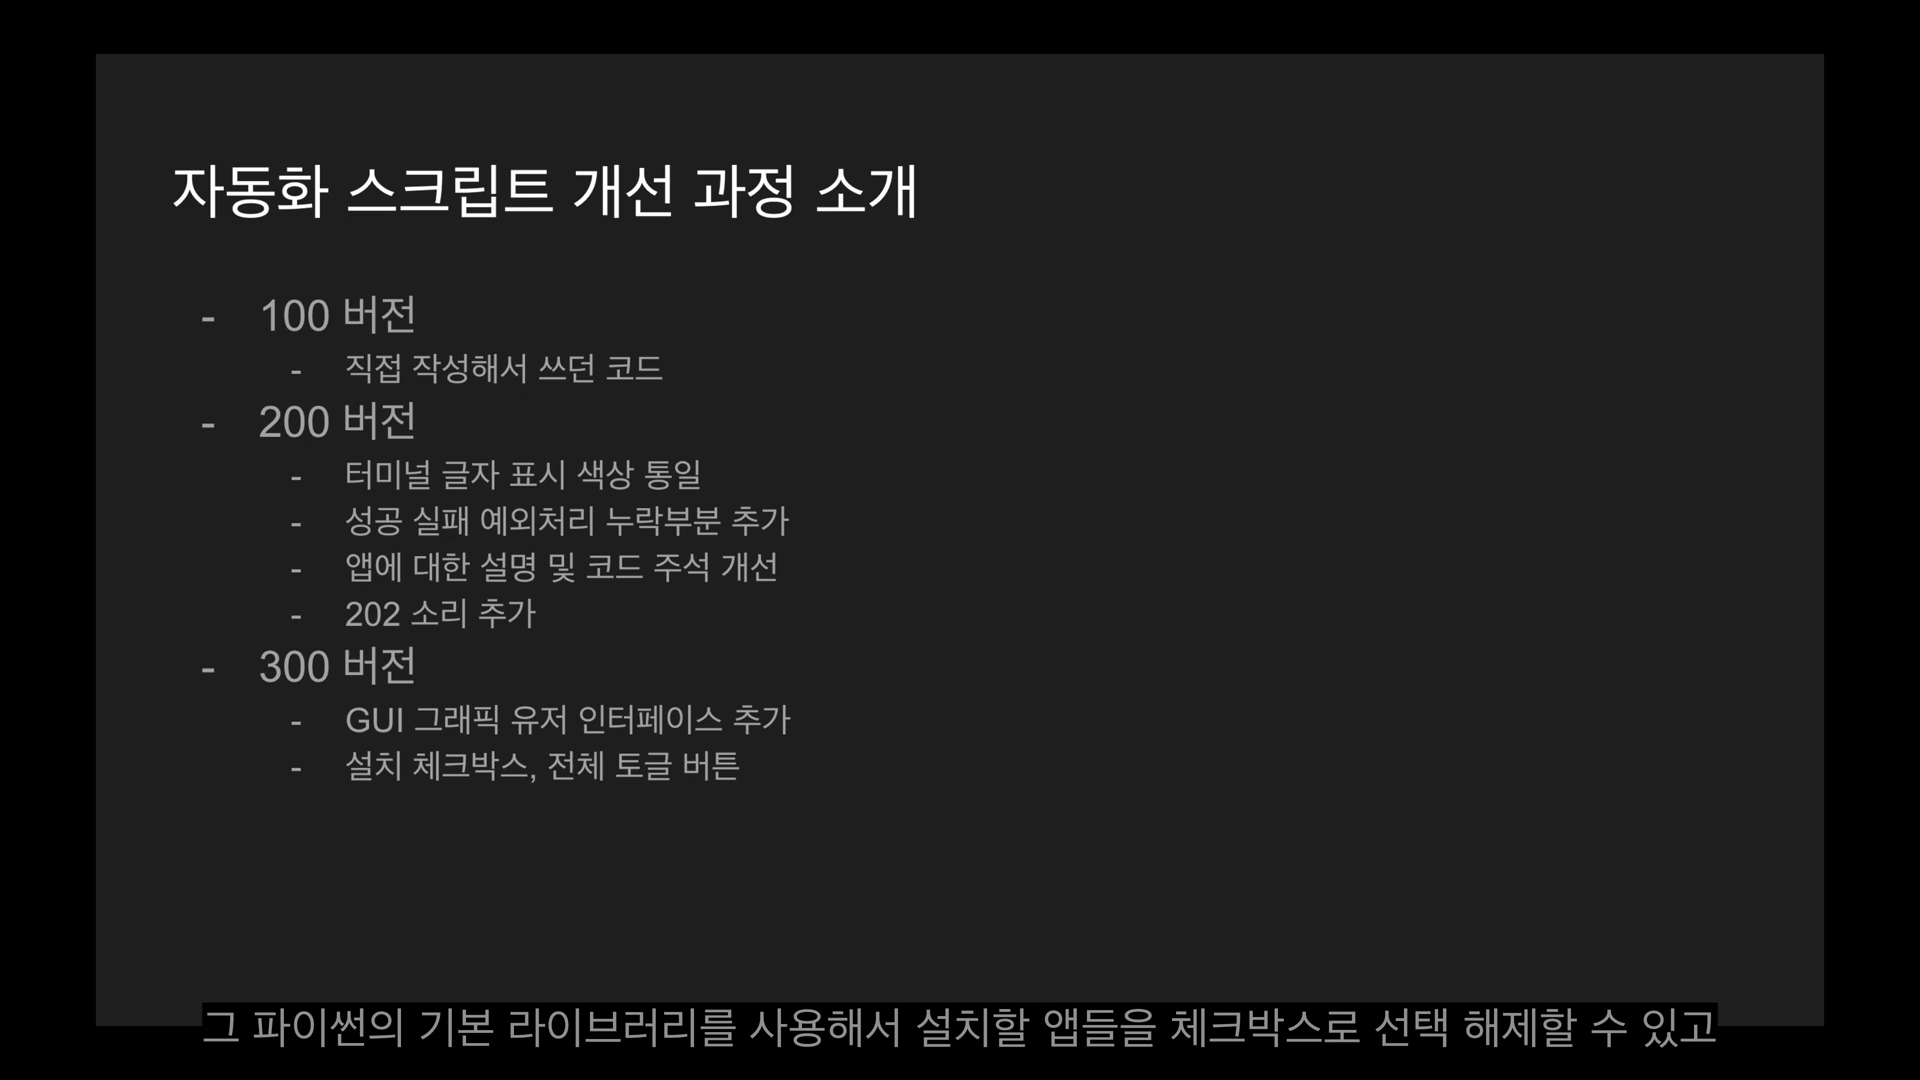 자동화 스크립트 개선 과정 소개
- 100 버전
- 직접 작성해서 쓰던 코드
- 200 버전
- 터미널 글자 표시 색상 통일
- 성공 실패 예외처리 누락부분 추가
- 앱에 대한 설명 및 코드 주석 개선
- 202 소리 추가
- 300 버전
- GUI 그래픽 유저 인터페이스 추가
- 설치 체크박스, 전체 토글 버튼
그 파이썬의 기본 라이브러리를 사용해서 설치할 앱들을 체크박스로 선택 해제할 수 있고